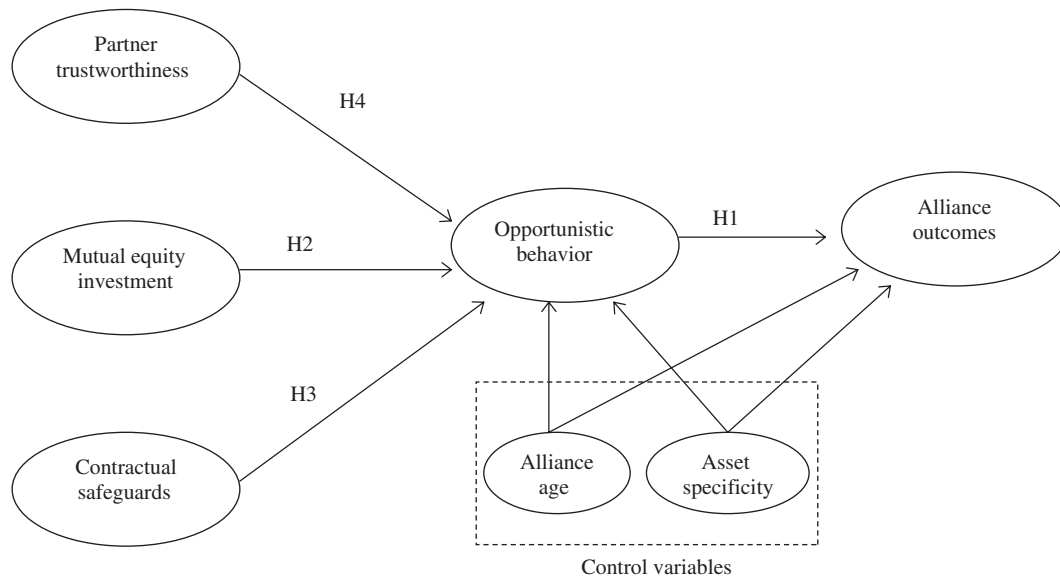 Partner
trustworthiness
H4
Mutual equity
investment
H2
Contractual
safeguards
H3
Opportunistic
behavior
H1
Alliance
outcomes
Alliance
age
Asset
specificity
Control variables